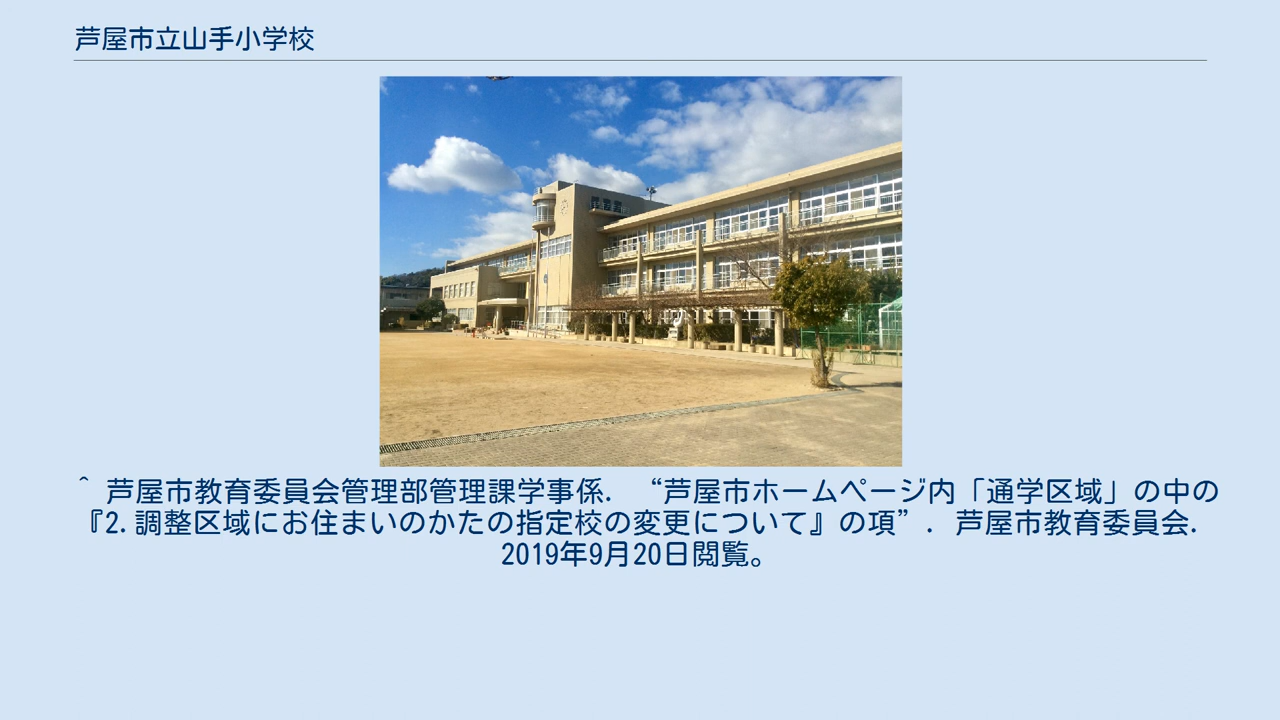 芦屋市立山手小学校
^ 芦屋市教育委員会管理部管理課学事係. “芦屋市ホームページ内「通学区域」の中の
『2.調整区域にお住まいのかたの指定校の変更について』の項”. 芦屋市教育委員会.
2019年9月20日閲覧。